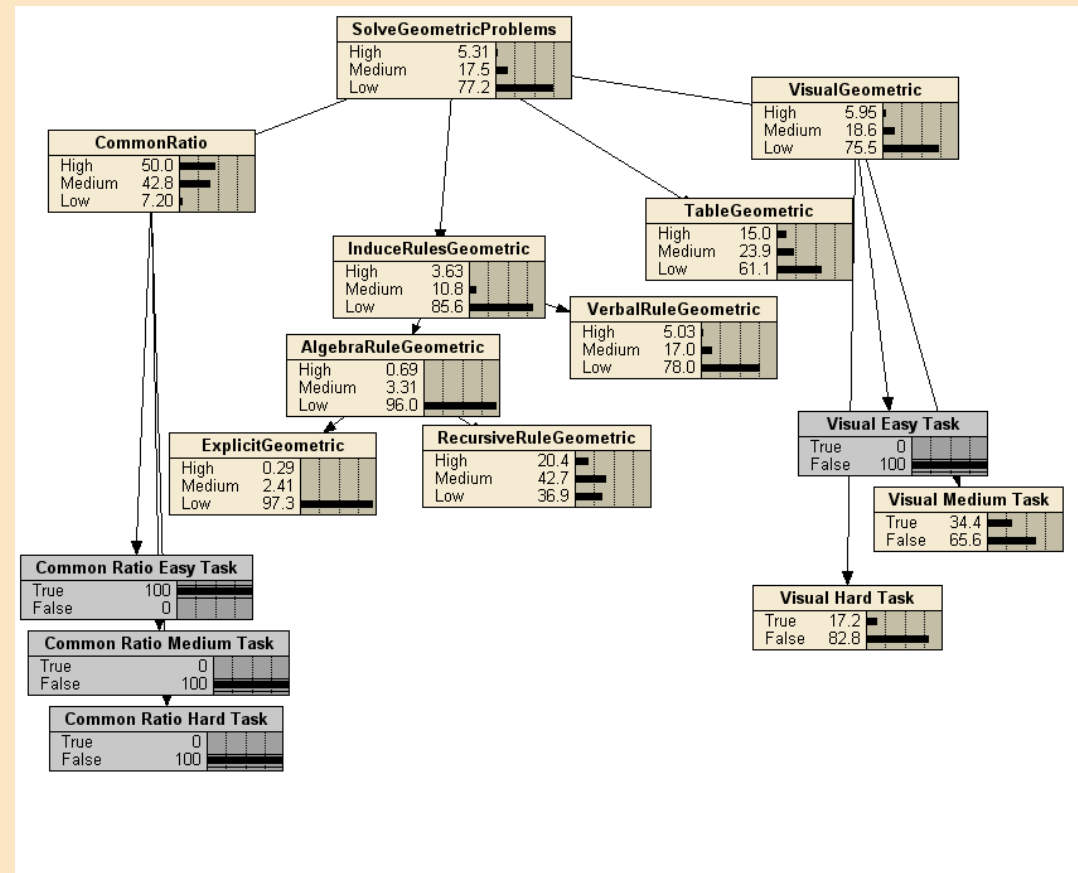 SolveGeometricProblems
High 5.31
Medium 17.5
Low 77.2
VisualGeometric
High 5.95
Medium 18.6
Low 75.5
CommonRatio
High 50.0
Medium 42.8
Low 7.20
TableGeometric
High 15.0
Medium 23.9
Low 61.1
InduceRulesGeometric
High 3.63
Medium 10.8
Low 85.6
VerbalRuleGeometric
High 5.03
Medium 17.0
Low 78.0
AlgebraRuleGeometric
High 0.69
Medium 3.31
Low 96.0
ExplicitGeometric
High 0.29
Medium 2.41
Low 97.3
RecursiveRuleGeometric
High 20.4
Medium 42.7
Low 36.9
Visual Easy Task
True 0
False 100
Visual Medium Task
True 34.4
False 65.6
Common Ratio Easy Task
True 100
False 0
Visual Hard Task
True 17.2
False 82.8
Common Ratio Medium Task
True 0
False 100
Common Ratio Hard Task
True 0
False 100